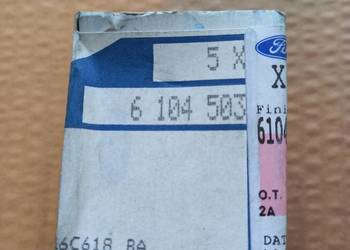 5 X
6 104 503
6C618 BA
Ford
X
Fini
6104
O.T.
2A
DAT